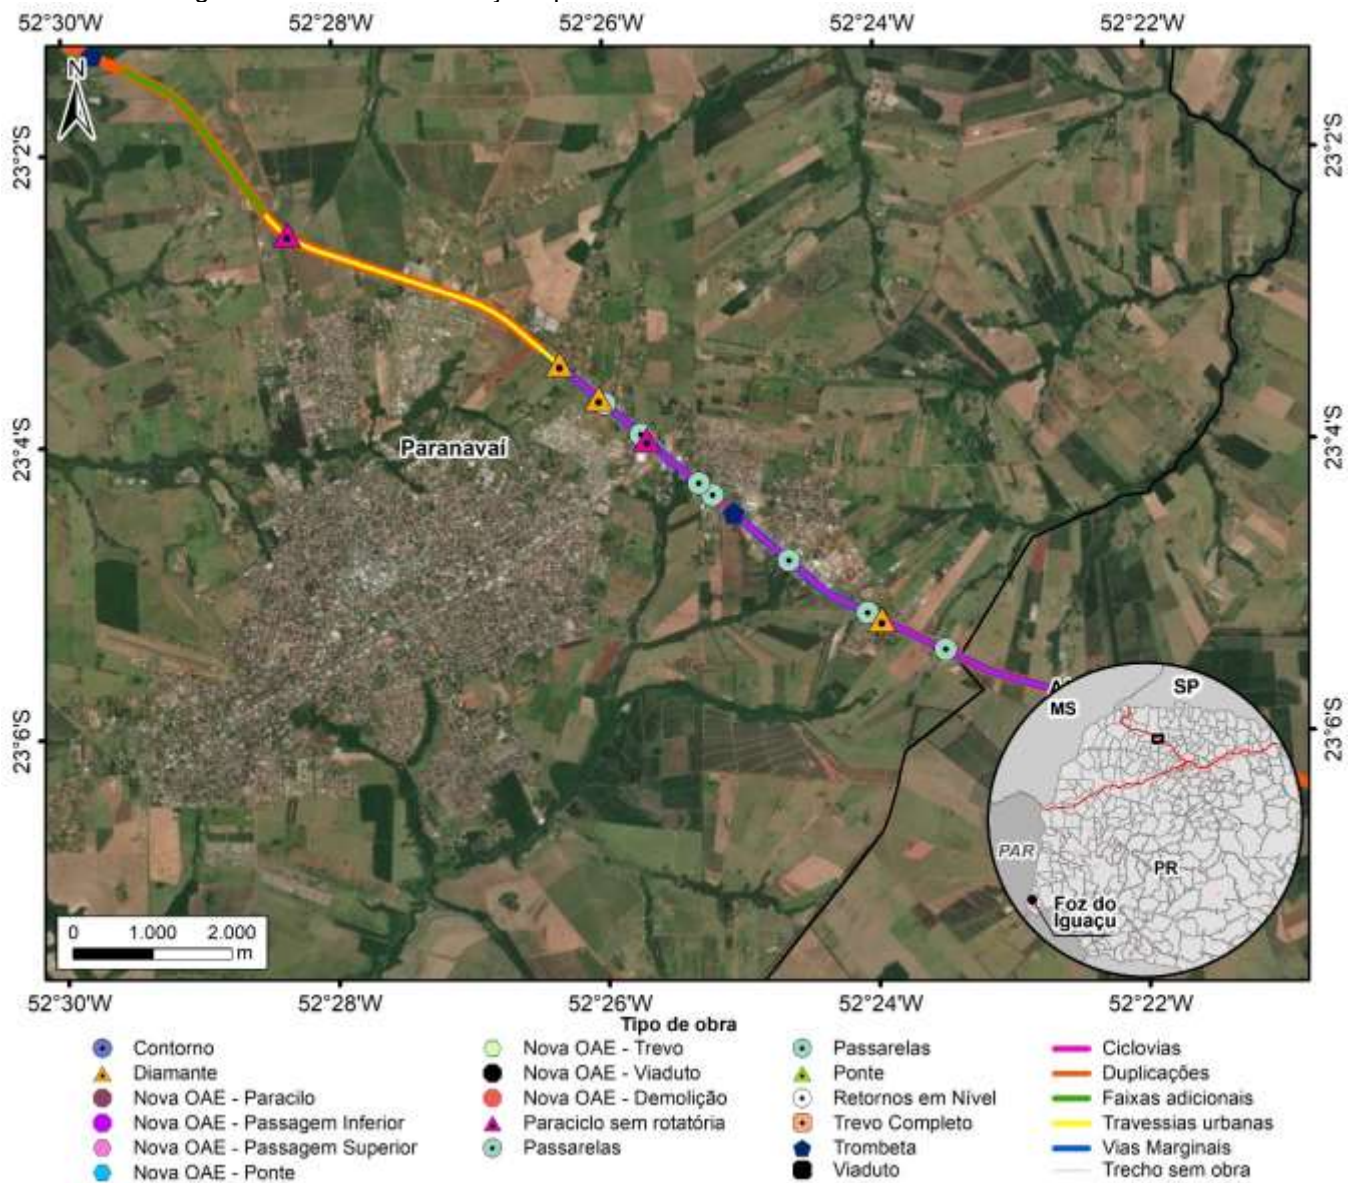 52°30'W 52°28'W 52°26'W 52°24'W 52°22'W
N
23°2'S 23°2'S
Paranavaí
23°4'S 23°4'S
SP
MS
23°6'S 23°6'S
PAR
PR
Foz do
Iguaçu
0 1.000 2.000
m
52°30'W 52°28'W 52°26'W 52°24'W 52°22'W
Tipo de obra
Contorno
Diamante
Nova OAE - Paracilo
Nova OAE - Passagem Inferior
Nova OAE - Passagem Superior
Nova OAE - Ponte
Nova OAE - Trevo
Nova OAE - Viaduto
Nova OAE - Demolição
Paraciclo sem rotatória
Passarelas
Passarelas
Ponte
Retornos em Nível
Trevo Completo
Trombeta
Viaduto
Ciclovias
Duplicações
Faixas adicionais
Travessias urbanas
Vias Marginais
Trecho sem obra